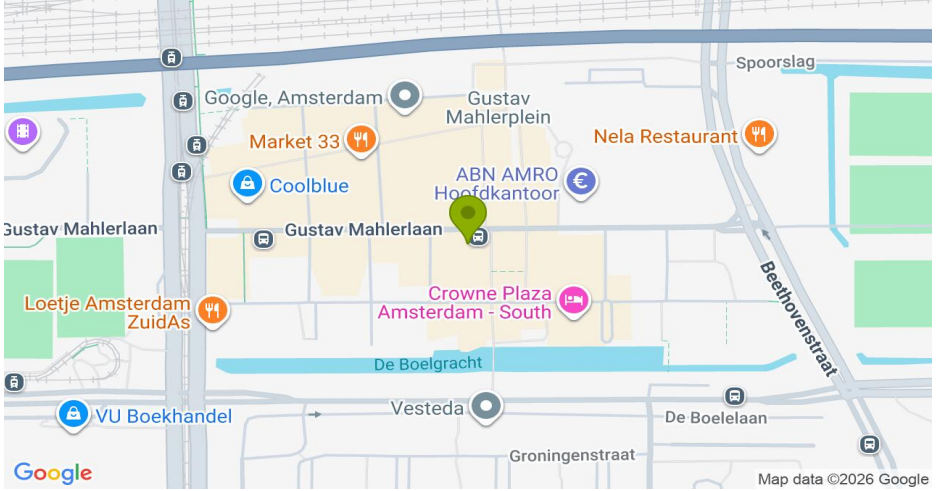 Spoorslag
Google, Amsterdam
Gustav
Mahlerplein
Market 33
Nela Restaurant
ABN AMRO
Hoofdkantoor
€
Coolblue
Gustav Mahlerlaan
Gustav Mahlerlaan
Beethovenstraat
Crowne Plaza
Amsterdam - South
Loetje Amsterdam
ZuidAs
De Boelgracht
VU Boekhandel
Vesteda
De Boelelaan
Groningenstraat
Google
Map data ©2026 Google